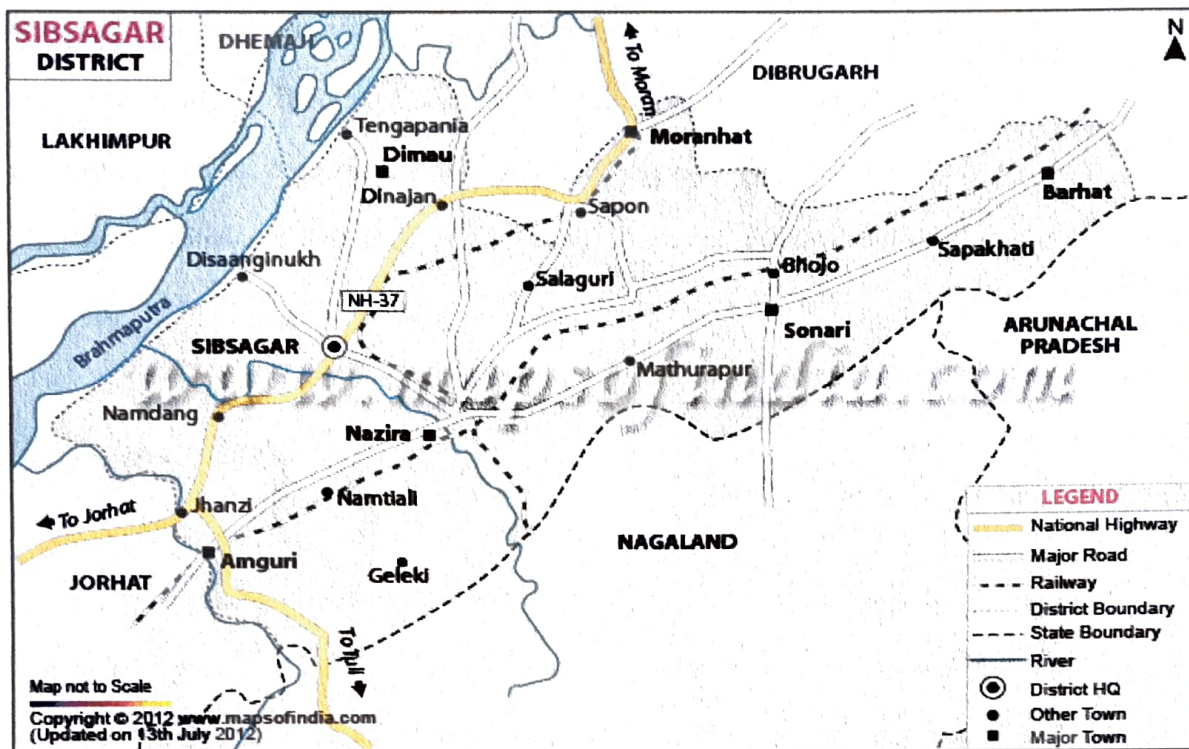 SIBSAGAR
DISTRICT
DHEMAJI
N
LAKHIMPUR
DIBRUGARH
To Moran
Tengapania
Moranhat
Dimau
Barhat
Dinajan
Sapon
Sapakhati
Disaanginukh
Bhojo
Salaguri
NH-37
Sonari
Brahmaputra
SIBSAGAR
ARUNACHAL
PRADESH
Mathurapur
www.mapsofindia.com
Namdang
Nazira
Namtiali
LEGEND
To Jorhat
Jhanzi
National Highway
NAGALAND
Major Road
Amguri
Geleki
JORHAT
Railway
District Boundary
State Boundary
To Tuli
River
Map not to Scale
District HQ
Copyright © 2012 www.mapsofindia.com
Other Town
(Updated on 13th July 2012)
Major Town